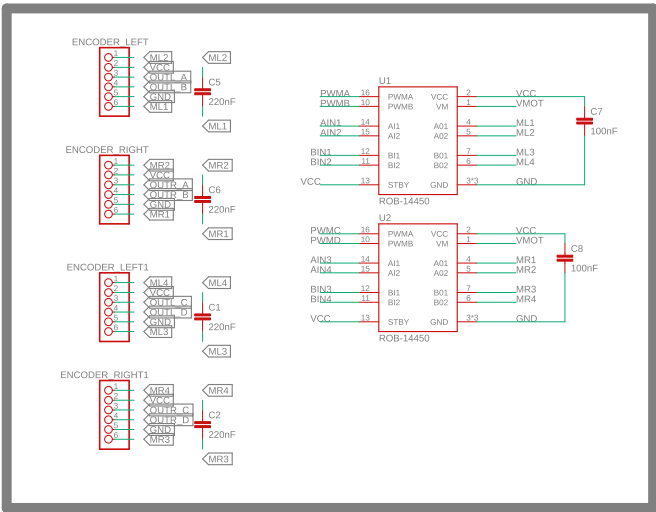 ENCODER_LEFT
1 ML2
2 VCC
3 OUTL_A
4 OUTL_B
5 GND
6 ML1
ML2
C5
220nF
ML1
ENCODER_RIGHT
1 MR2
2 VCC
3 OUTR_A
4 OUTR_B
5 GND
6 MR1
MR2
C6
220nF
MR1
ENCODER_LEFT1
1 ML4
2 VCC
3 OUTL_C
4 OUTL_D
5 GND
6 ML3
ML4
C1
220nF
ML3
ENCODER_RIGHT1
1 MR4
2 VCC
3 OUTR_C
4 OUTR_D
5 GND
6 MR3
MR4
C2
220nF
MR3
U1
PWMA 16 PWMA VCC 2 VCC
PWMB 10 PWMB VM 1 VMOT
AIN1 14 AI1 A01 4 ML1
AIN2 15 AI2 A02 5 ML2
BIN1 12 BI1 B01 7 ML3
BIN2 11 BI2 B02 6 ML4
VCC 13 STBY GND 3*3 GND
ROB-14450
C7
100nF
U2
PWMC 16 PWMA VCC 2 VCC
PWMD 10 PWMB VM 1 VMOT
AIN3 14 AI1 A01 4 MR1
AIN4 15 AI2 A02 5 MR2
BIN3 12 BI1 B01 7 MR3
BIN4 11 BI2 B02 6 MR4
VCC 13 STBY GND 3*3 GND
ROB-14450
C8
100nF